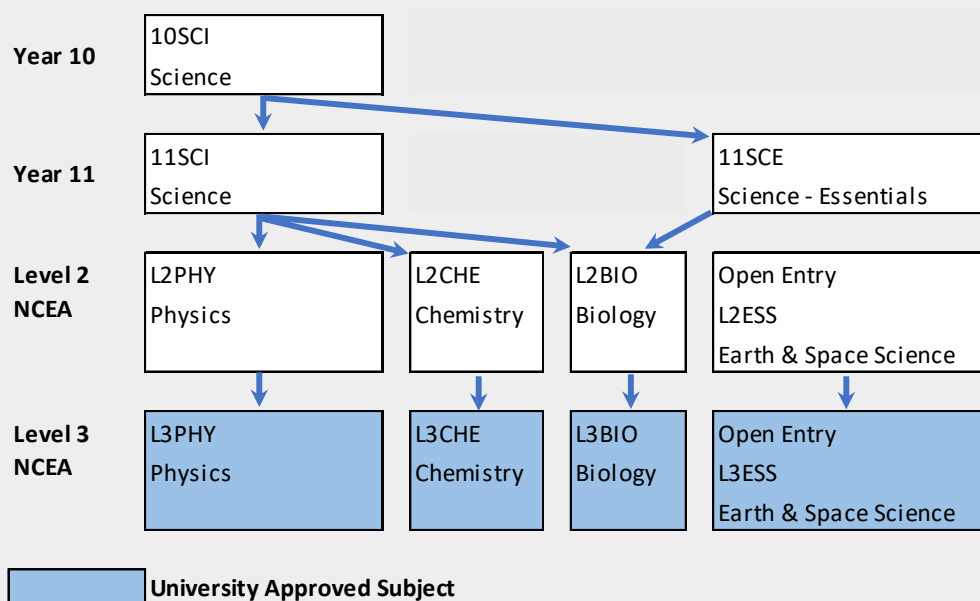 Year 10
10SCI
Science
Year 11
11SCI
Science
11SCE
Science - Essentials
Level 2
NCEA
L2PHY
Physics
L2CHE
Chemistry
L2BIO
Biology
Open Entry
L2ESS
Earth & Space Science
Level 3
NCEA
L3PHY
Physics
L3CHE
Chemistry
L3BIO
Biology
Open Entry
L3ESS
Earth & Space Science
University Approved Subject